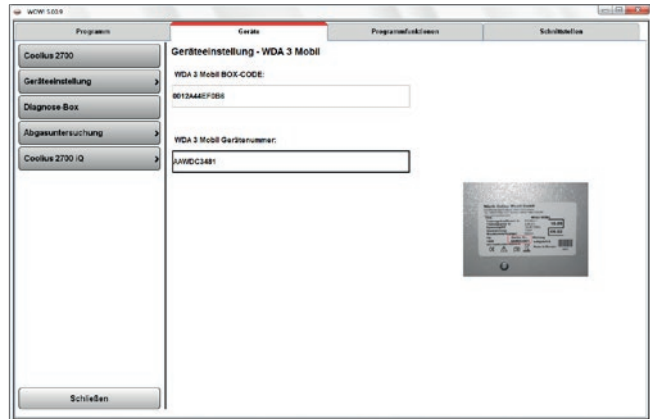 WOW! 5.00.9
Programm
Geräte
Programmfunktionen
Schnittstellen
Coolius 2700
Geräteeinstellung
Diagnose-Box
Abgasuntersuchung
Coolius 2700 iQ
Schließen
Geräteeinstellung - WDA 3 Mobil
WDA 3 Mobil BOX-CODE:
0012A44EF0B6
WDA 3 Mobil Gerätenummer:
AAWDC3481